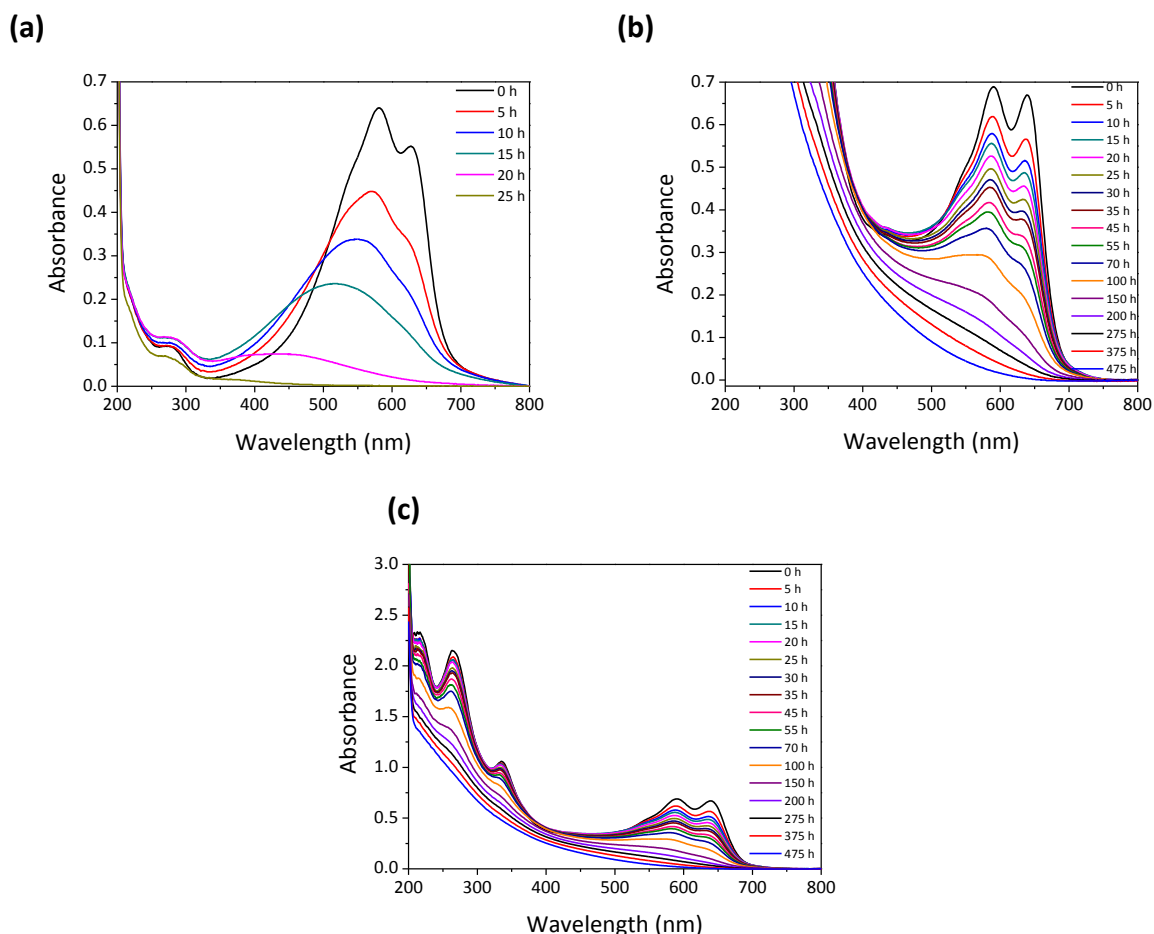 (a)
0.7
0.6
0.5
0.4
0.3
0.2
0.1
0.0
200 300 400 500 600 700 800
Absorbance
Wavelength (nm)
0 h
5 h
10 h
15 h
20 h
25 h
(b)
0.7
0.6
0.5
0.4
0.3
0.2
0.1
0.0
200 300 400 500 600 700 800
Absorbance
Wavelength (nm)
0 h
5 h
10 h
15 h
20 h
25 h
30 h
35 h
45 h
55 h
70 h
100 h
150 h
200 h
275 h
375 h
475 h
(c)
3.0
2.5
2.0
1.5
1.0
0.5
0.0
200 300 400 500 600 700 800
Absorbance
Wavelength (nm)
0 h
5 h
10 h
15 h
20 h
25 h
30 h
35 h
45 h
55 h
70 h
100 h
150 h
200 h
275 h
375 h
475 h